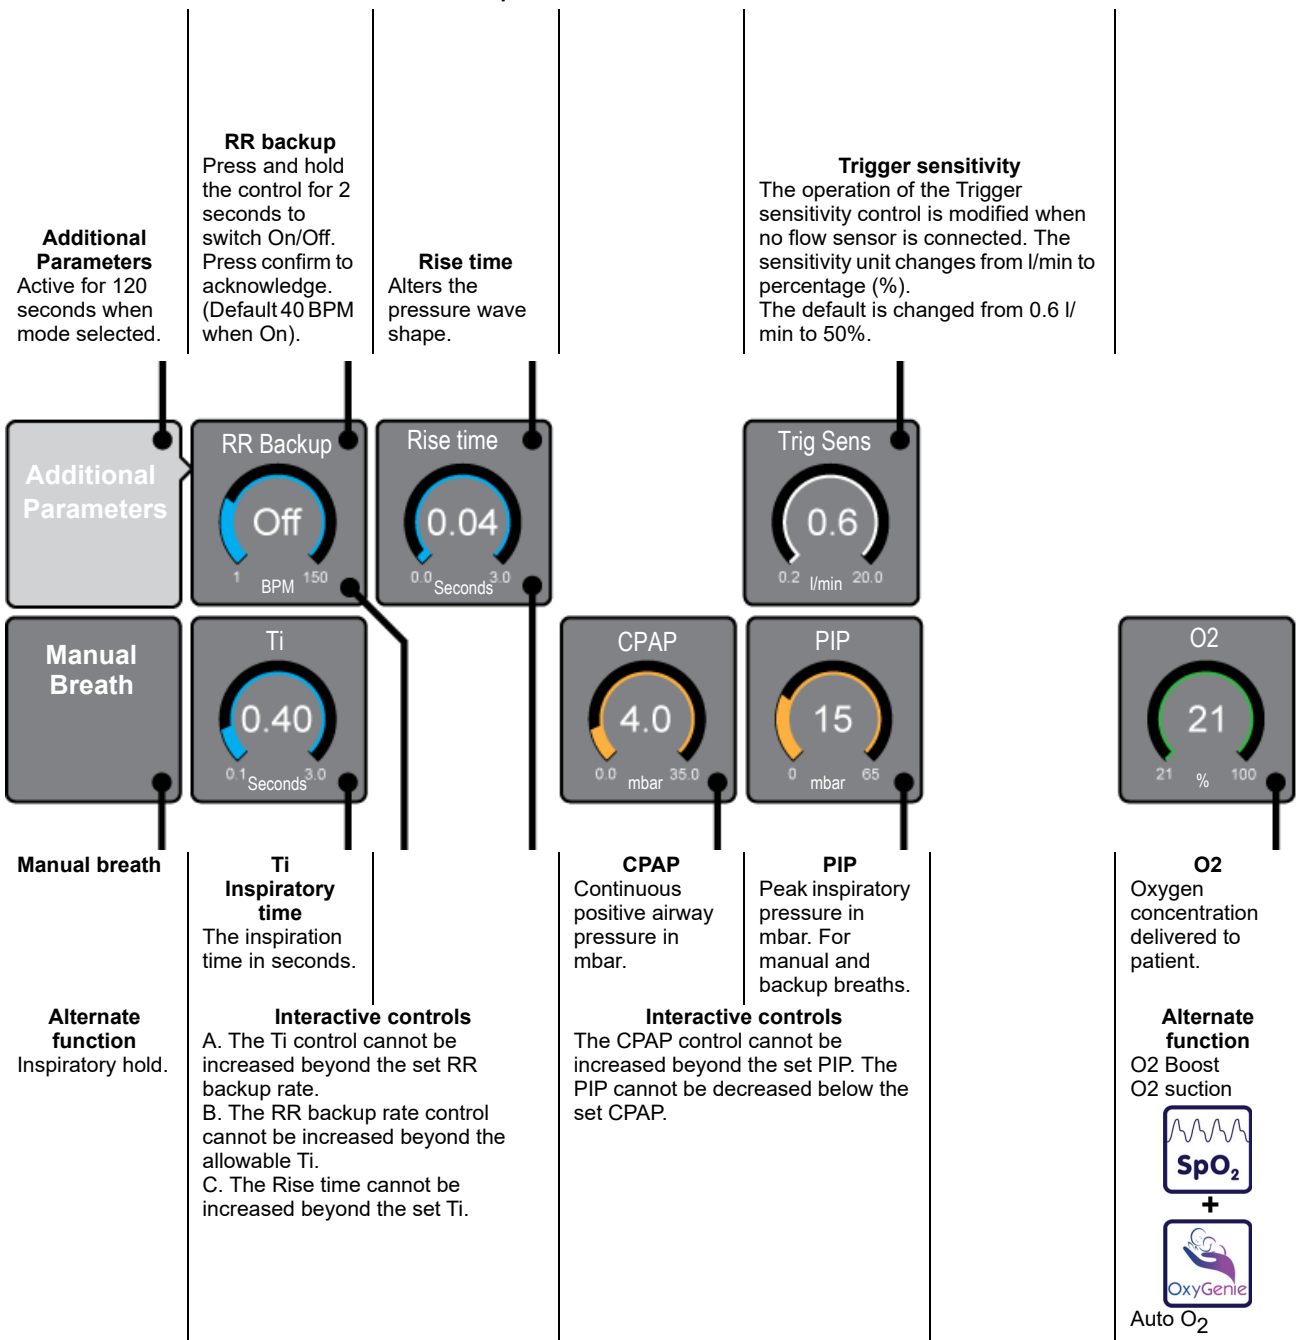 RR backup
Press and hold
the control for 2
seconds to
switch On/Off.
Press confirm to
acknowledge.
(Default 40 BPM
when On).
Trigger sensitivity
The operation of the Trigger
sensitivity control is modified when
no flow sensor is connected. The
sensitivity unit changes from l/min to
percentage (%).
The default is changed from 0.6 l/
min to 50%.
Additional
Parameters
Active for 120
seconds when
mode selected.
Rise time
Alters the
pressure wave
shape.
Additional
Parameters
RR Backup
Off
1 150
BPM
Rise time
0.04
0.0 3.0
Seconds
Trig Sens
0.6
0.2 20.0
l/min
Manual
Breath
Ti
0.40
0.1 3.0
Seconds
CPAP
4.0
0.0 35.0
mbar
PIP
15
0 65
mbar
O2
21
21 100
%
Manual breath
Ti
Inspiratory
time
The inspiration
time in seconds.
CPAP
Continuous
positive airway
pressure in
mbar.
PIP
Peak inspiratory
pressure in
mbar. For
manual and
backup breaths.
O2
Oxygen
concentration
delivered to
patient.
Alternate
function
Inspiratory hold.
Interactive controls
A. The Ti control cannot be
increased beyond the set RR
backup rate.
B. The RR backup rate control
cannot be increased beyond the
allowable Ti.
C. The Rise time cannot be
increased beyond the set Ti.
Interactive controls
The CPAP control cannot be
increased beyond the set PIP. The
PIP cannot be decreased below the
set CPAP.
Alternate
function
O2 Boost
O2 suction
SpO2
+
OxyGenie
Auto O2